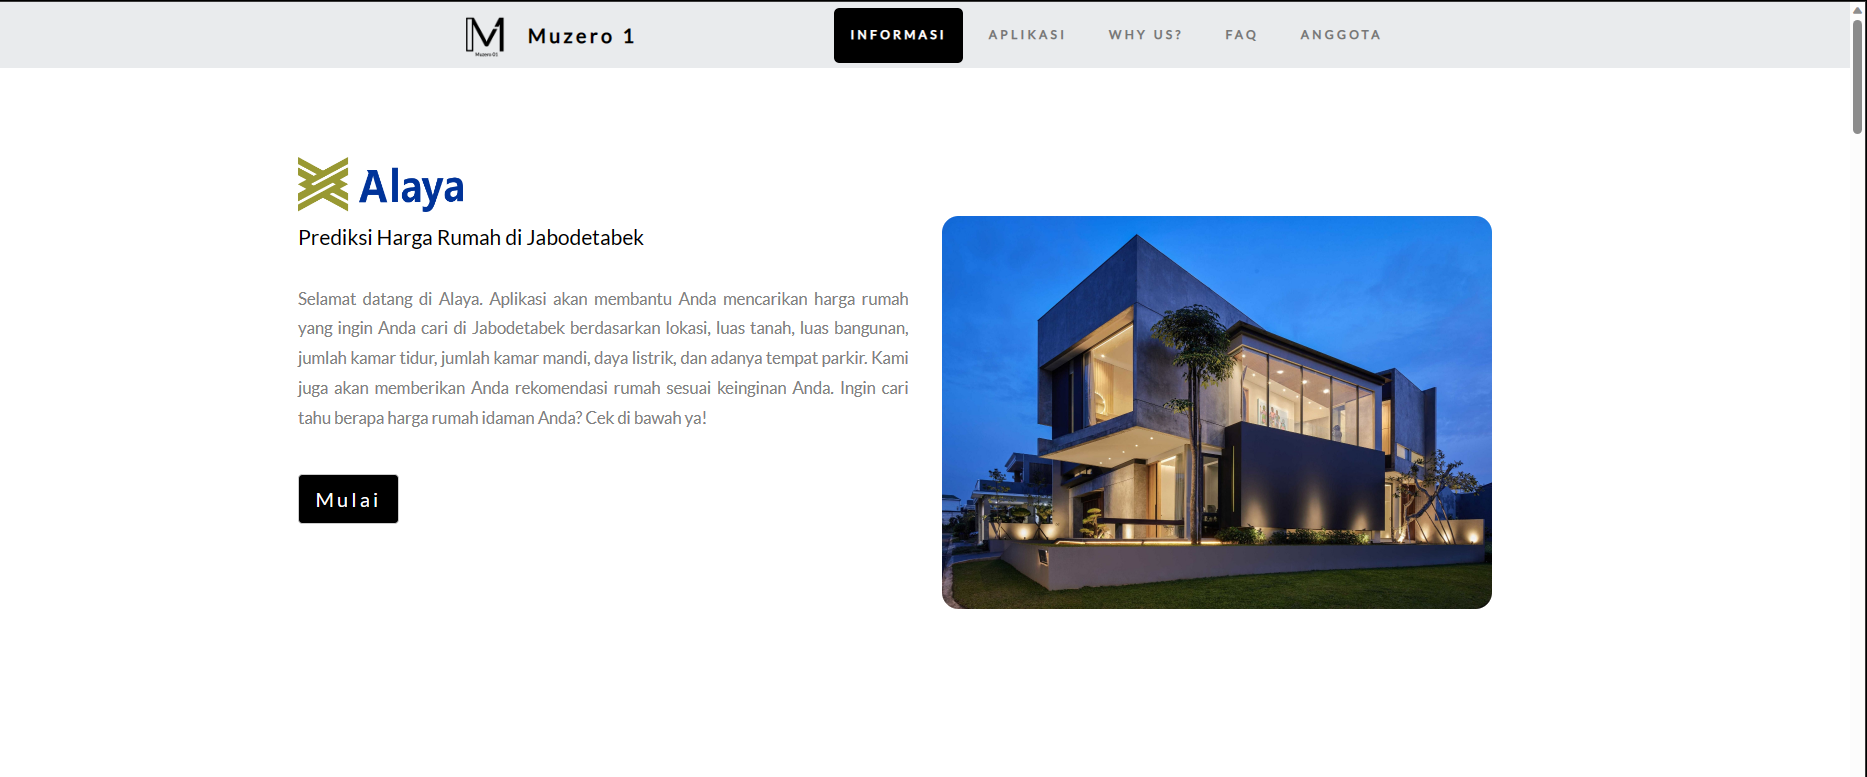 M
Muzero 01
Muzero 1
INFORMASI
APLIKASI
WHY US?
FAQ
ANGGOTA
Alaya
Prediksi Harga Rumah di Jabodetabek
Selamat datang di Alaya. Aplikasi akan membantu Anda mencarikan harga rumah
yang ingin Anda cari di Jabodetabek berdasarkan lokasi, luas tanah, luas bangunan,
jumlah kamar tidur, jumlah kamar mandi, daya listrik, dan adanya tempat parkir. Kami
juga akan memberikan Anda rekomendasi rumah sesuai keinginan Anda. Ingin cari
tahu berapa harga rumah idaman Anda? Cek di bawah ya!
Mulai